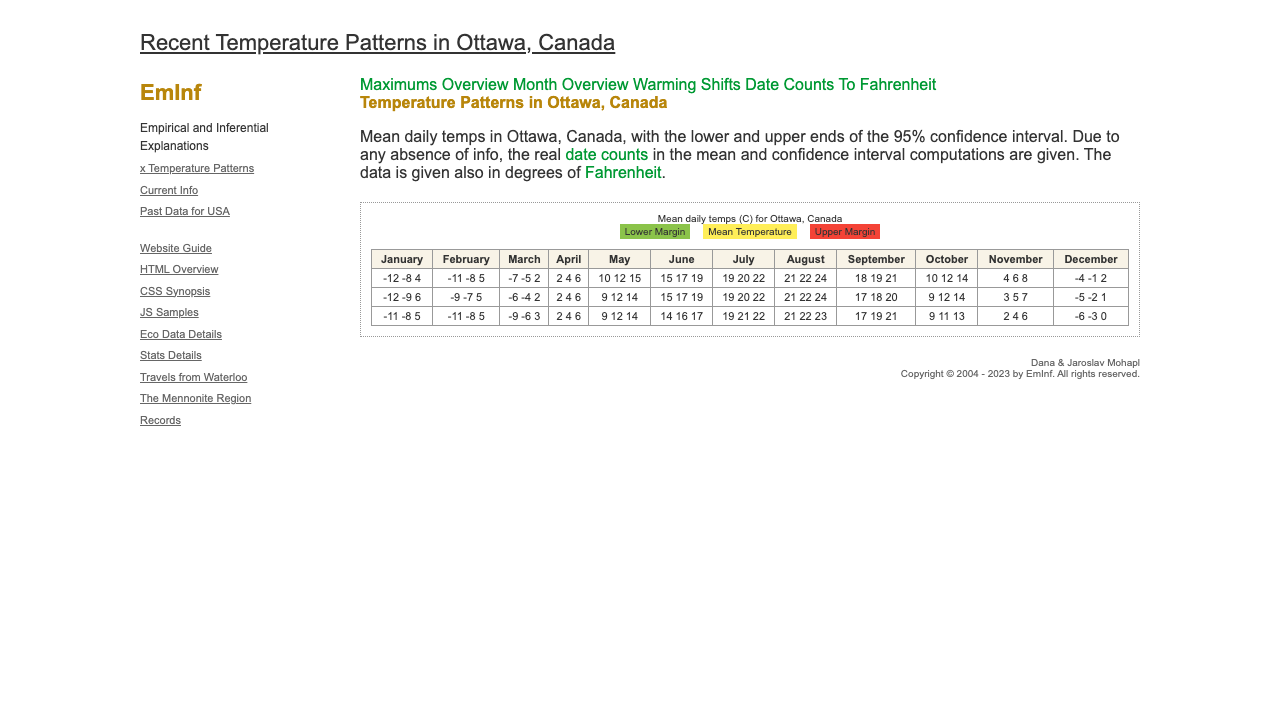 Recent Temperature Patterns in Ottawa, Canada
EmInf
Empirical and Inferential
Explanations
x Temperature Patterns
Current Info
Past Data for USA
Website Guide
HTML Overview
CSS Synopsis
JS Samples
Eco Data Details
Stats Details
Travels from Waterloo
The Mennonite Region
Records
Maximums Overview Month Overview Warming Shifts Date Counts To Fahrenheit
Temperature Patterns in Ottawa, Canada
Mean daily temps in Ottawa, Canada, with the lower and upper ends of the 95% confidence interval. Due to
any absence of info, the real date counts in the mean and confidence interval computations are given. The
data is given also in degrees of Fahrenheit.
Mean daily temps (C) for Ottawa, Canada
Lower Margin Mean Temperature Upper Margin
January February March April May June July August September October November December
-12 -8 4 -11 -8 5 -7 -5 2 2 4 6 10 12 15 15 17 19 19 20 22 21 22 24 18 19 21 10 12 14 4 6 8 -4 -1 2
-12 -9 6 -9 -7 5 -6 -4 2 2 4 6 9 12 14 15 17 19 19 20 22 21 22 24 17 18 20 9 12 14 3 5 7 -5 -2 1
-11 -8 5 -11 -8 5 -9 -6 3 2 4 6 9 12 14 14 16 17 19 21 22 21 22 23 17 19 21 9 11 13 2 4 6 -6 -3 0
Dana & Jaroslav Mohapl
Copyright © 2004 - 2023 by EmInf. All rights reserved.